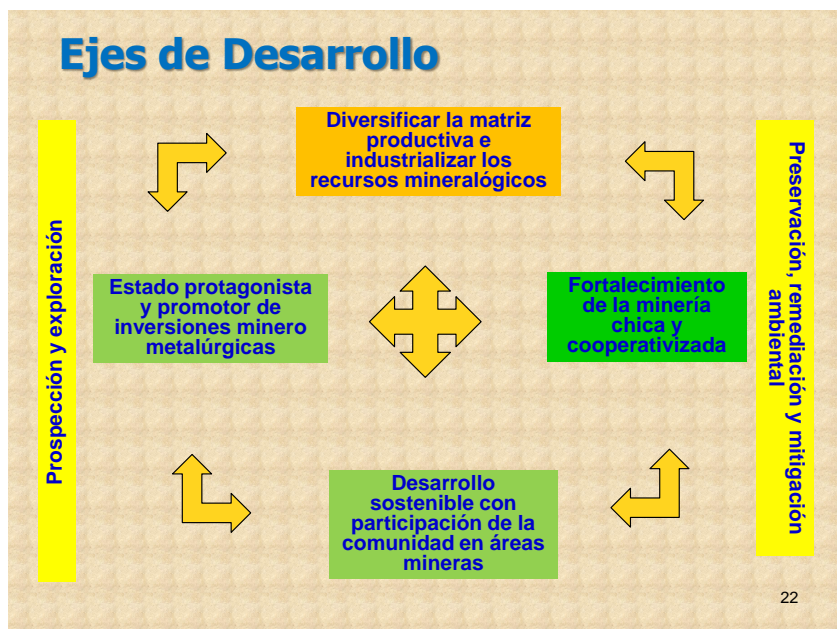 Ejes de Desarrollo
Diversificar la matriz
productiva e
industrializar los
recursos mineralógicos
Prospección y exploración
Estado protagonista
y promotor de
inversiones minero
metalúrgicas
Fortalecimiento
de la minería
chica y
cooperativizada
Preservación, remediación y mitigación
ambiental
Desarrollo
sostenible con
participación de la
comunidad en áreas
mineras
22